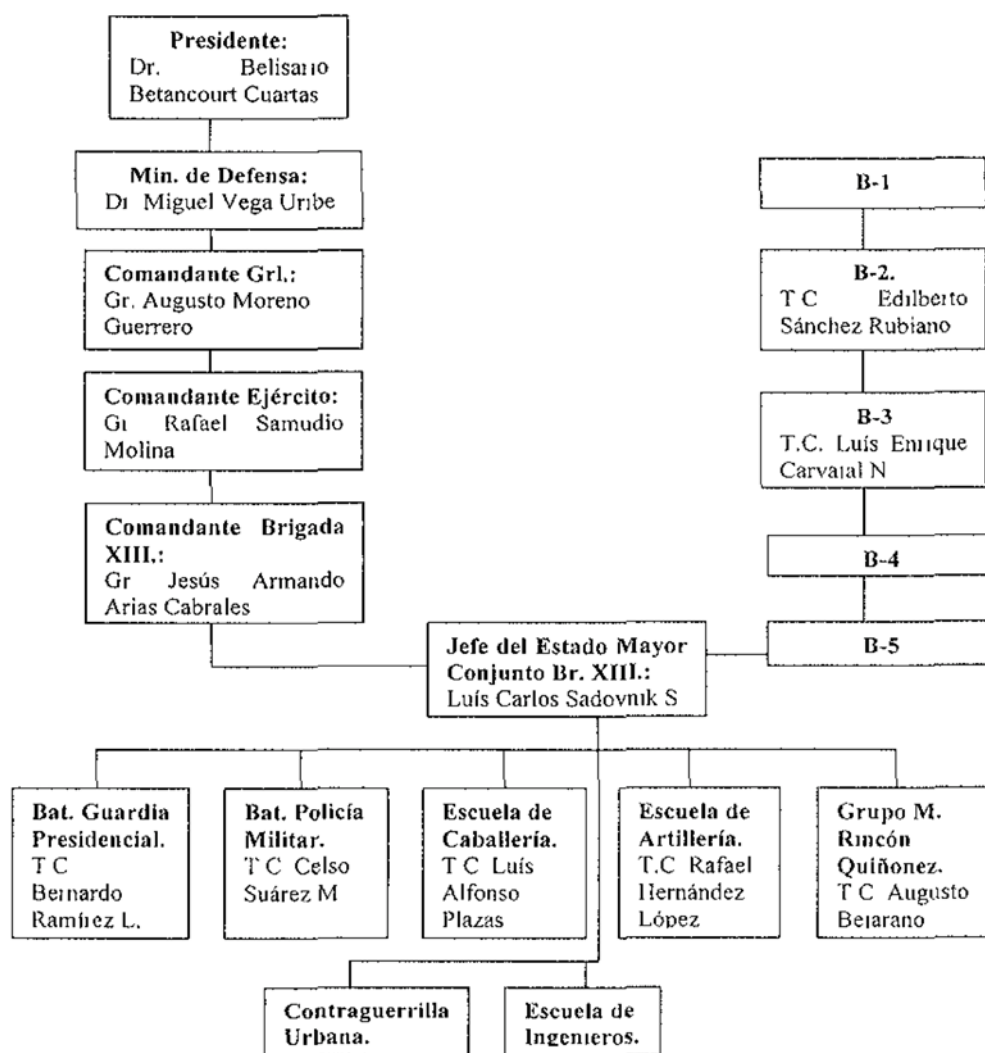 Presidente:
Dr. Belisario
Betancourt Cuartas
Min. de Defensa:
Dr Miguel Vega Uribe
Comandante Grl.:
Gr. Augusto Moreno
Guerrero
Comandante Ejército:
Gr Rafael Samudio
Molina
Comandante Brigada
XIII.:
Gr Jesús Armando
Arias Cabrales
B-1
B-2.
T C Edilberto
Sánchez Rubiano
B-3
T.C. Luís Enrique
Carvajal N
B-4
B-5
Jefe del Estado Mayor
Conjunto Br. XIII.:
Luís Carlos Sadovnik S
Bat. Guardia
Presidencial.
T C
Bernardo
Ramírez L.
Bat. Policía
Militar.
T C Celso
Suárez M
Escuela de
Caballería.
T C Luís
Alfonso
Plazas
Escuela de
Artillería.
T.C Rafael
Hernández
López
Grupo M.
Rincón
Quiñonez.
T C Augusto
Bejarano
Contraguerrilla
Urbana.
Escuela de
Ingenieros.